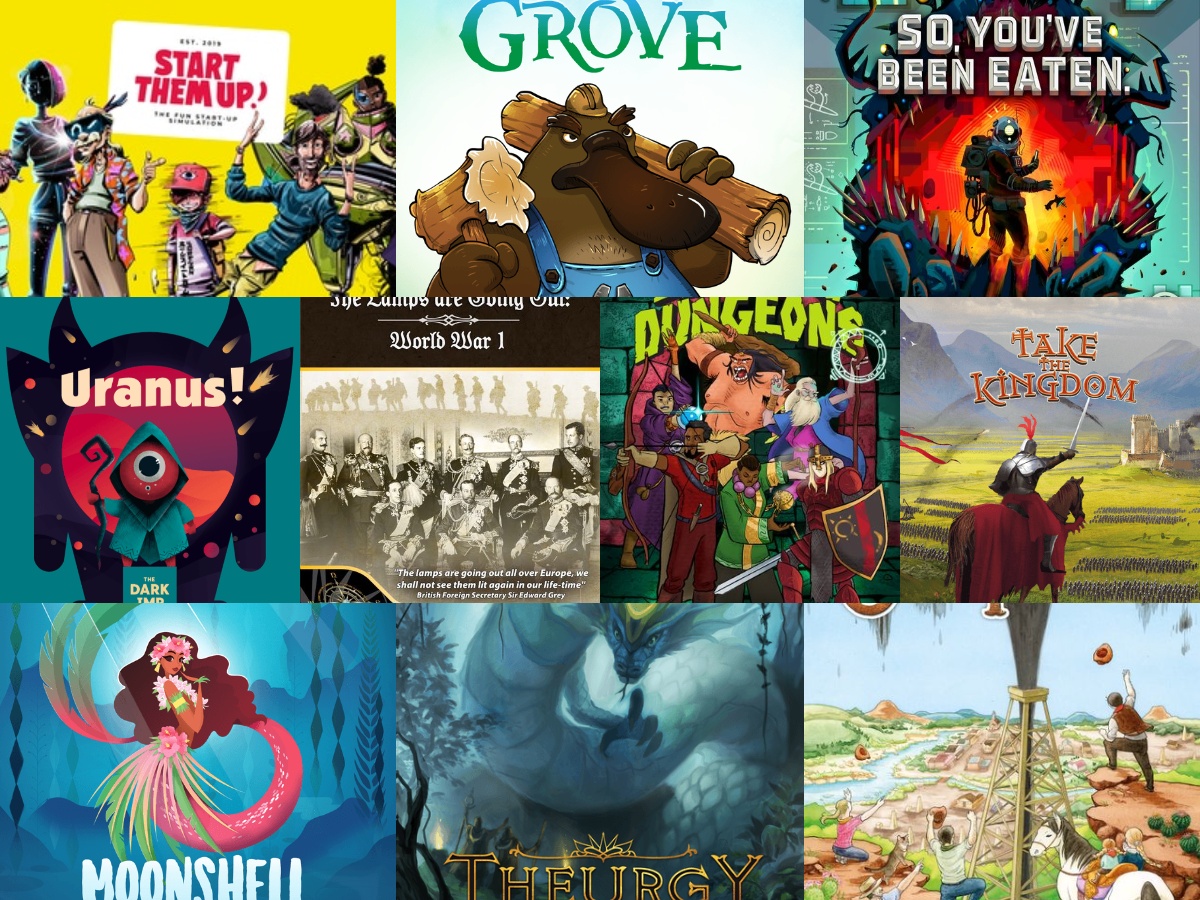 EST. 2019
START
THEM UP.)
THE FUN START-UP
SIMULATION
GROVE
SO, YOU'VE
BEEN EATEN.
Uranus!
THE
DARK
IMP
The Lamps are Going Out:
World War 1
"The lamps are going out all over Europe, we
shall not see them lit again in our life-time"
British Foreign Secretary Sir Edward Grey
DUNGEONS
TAKE
THE
KINGDOM
MOONSHELL
THEURGY